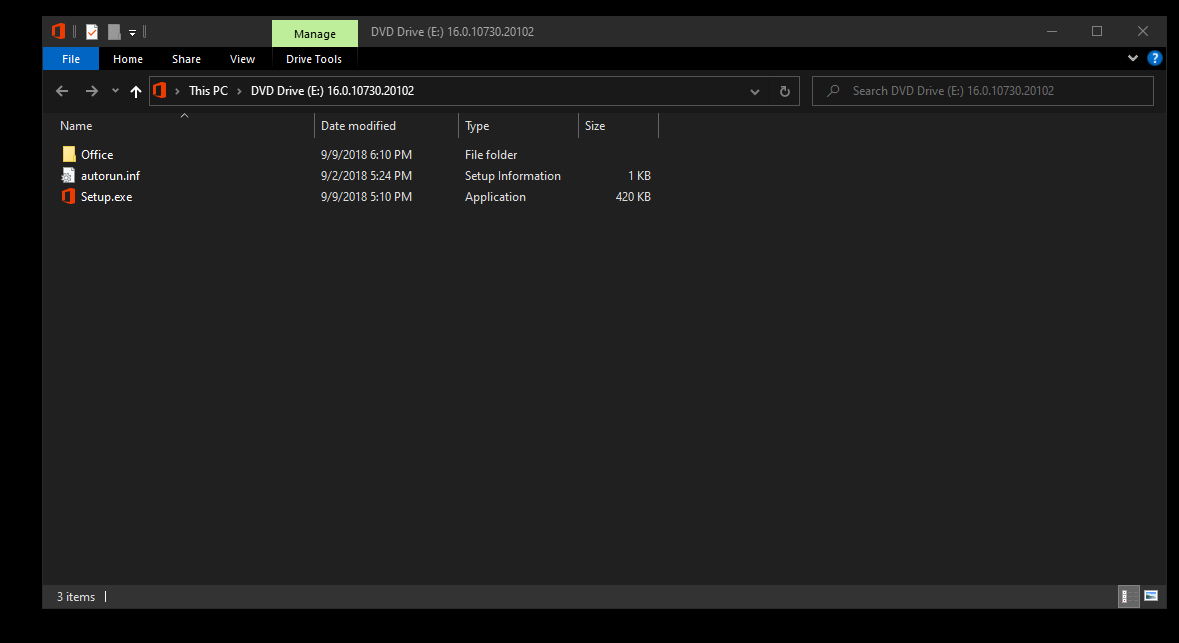 Manage DVD Drive (E:) 16.0.10730.20102
File Home Share View Drive Tools ?
This PC DVD Drive (E:) 16.0.10730.20102 Search DVD Drive (E:) 16.0.10730.20102
Name Date modified Type Size
Office 9/9/2018 6:10 PM File folder
autorun.inf 9/2/2018 5:24 PM Setup Information 1 KB
Setup.exe 9/9/2018 5:10 PM Application 420 KB
3 items